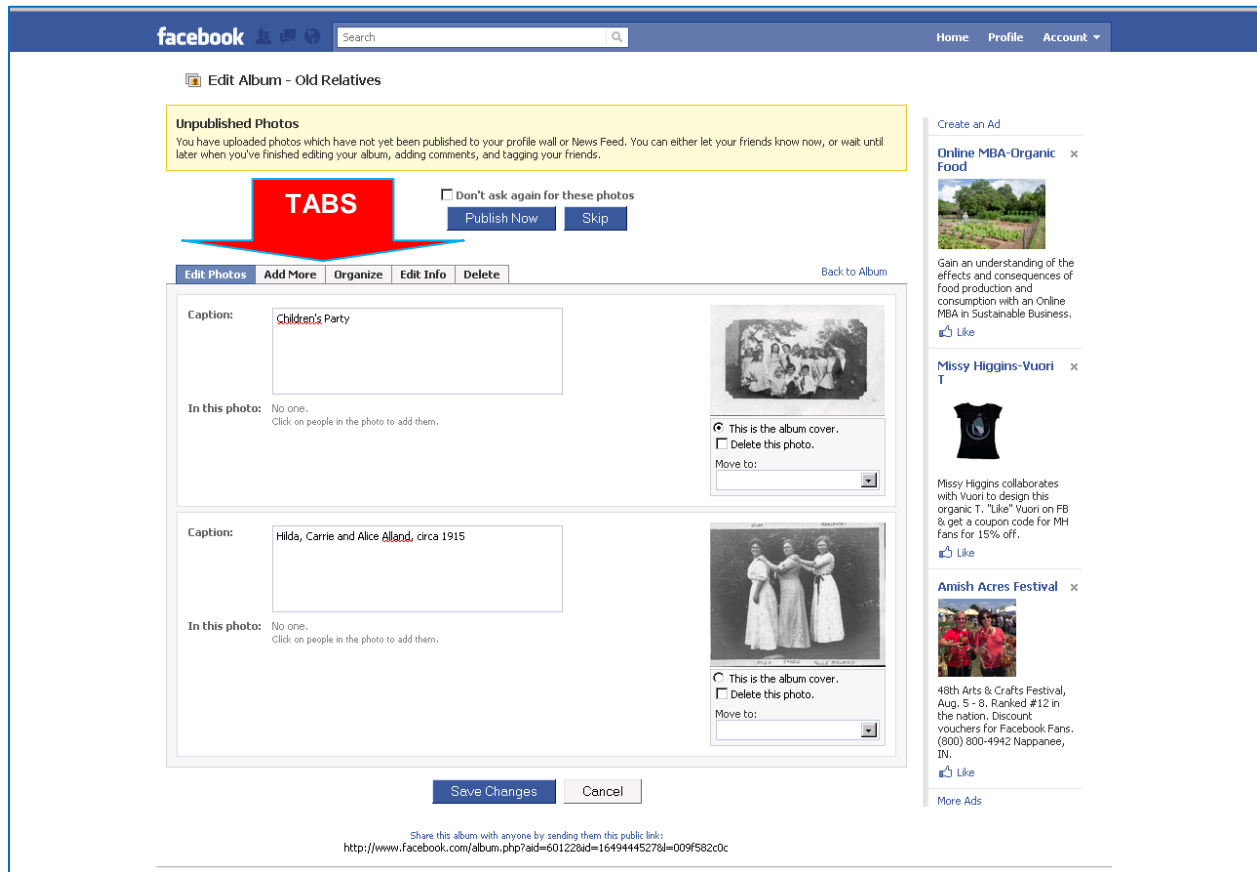 facebook Search Home Profile Account
Edit Album - Old Relatives
Unpublished Photos
You have uploaded photos which have not yet been published to your profile wall or News Feed. You can either let your friends know now, or wait until
later when you've finished editing your album, adding comments, and tagging your friends.
TABS
Don't ask again for these photos
Publish Now Skip
Edit Photos Add More Organize Edit Info Delete Back to Album
Caption: Children's Party
In this photo: No one.
Click on people in the photo to add them.
This is the album cover.
Delete this photo.
Move to:
Caption: Hilda, Carrie and Alice Alland, circa 1915
In this photo: No one.
Click on people in the photo to add them.
This is the album cover.
Delete this photo.
Move to:
Save Changes Cancel
Share this album with anyone by sending them this public link:
http://www.facebook.com/album.php?aid=60122&id=1649444527&l=009f582c0c
Create an Ad
Online MBA-Organic
Food
Gain an understanding of the
effects and consequences of
food production and
consumption with an Online
MBA in Sustainable Business.
Like
Missy Higgins-Vuori
T
Missy Higgins collaborates
with Vuori to design this
organic T. "Like" Vuori on FB
& get a coupon code for MH
fans for 15% off.
Like
Amish Acres Festival
48th Arts & Crafts Festival,
Aug. 5 - 8. Ranked #12 in
the nation. Discount
vouchers for Facebook Fans.
(800) 800-4942 Nappanee,
IN.
Like
More Ads